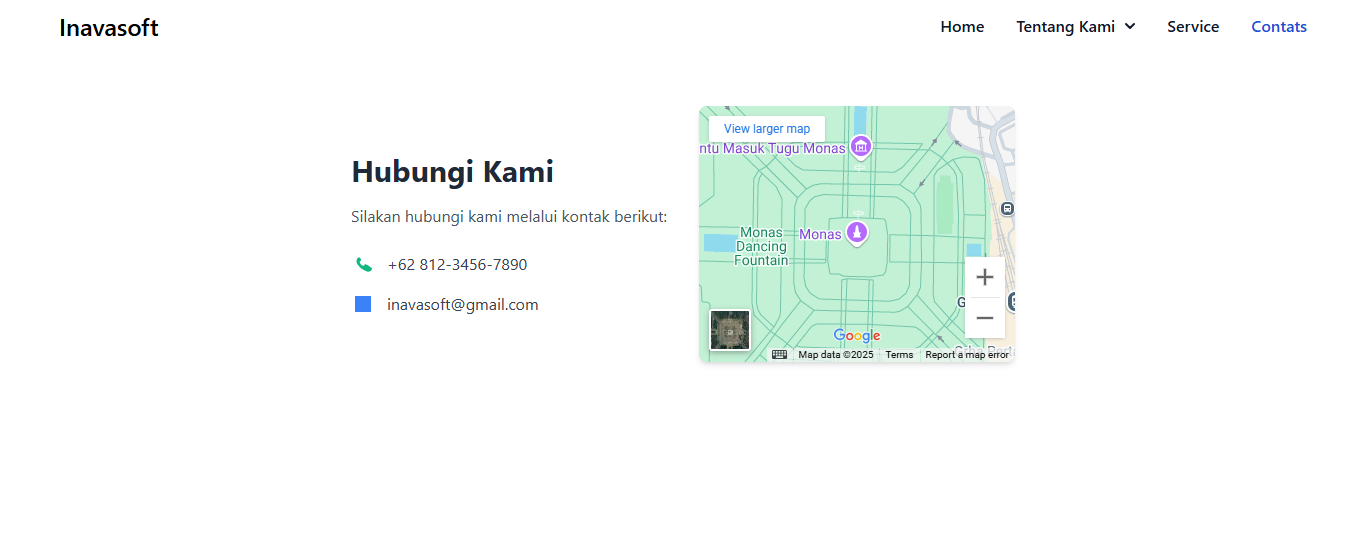 Inavasoft
Home
Tentang Kami
Service
Contats
Hubungi Kami
Silakan hubungi kami melalui kontak berikut:
+62 812-3456-7890
inavasoft@gmail.com
View larger map
ntu Masuk Tugu Monas
Monas
Monas
Dancing
Fountain
G
Google
Map data ©2025
Terms
Report a map error